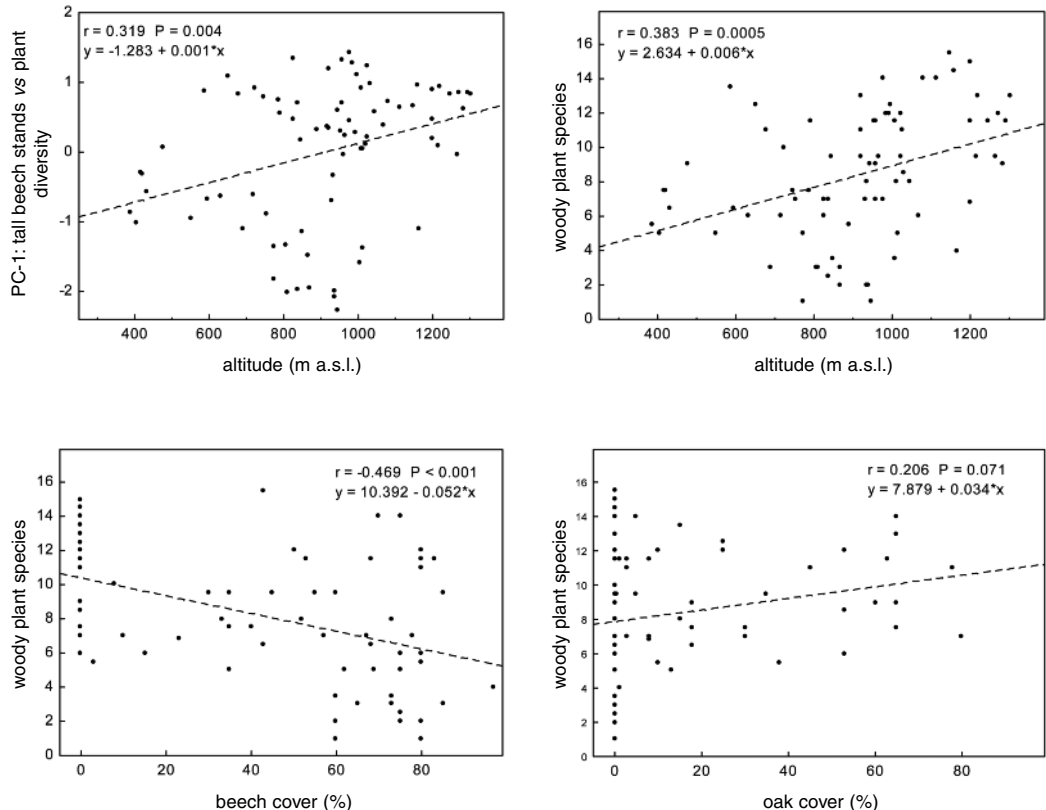 r = 0.319 P = 0.004
y = -1.283 + 0.001*x
PC-1: tall beech stands vs plant
diversity
2
1
0
-1
-2
400 600 800 1000 1200
altitude (m a.s.l.)
r = 0.383 P = 0.0005
y = 2.634 + 0.006*x
woody plant species
16
14
12
10
8
6
4
2
0
400 600 800 1000 1200
altitude (m a.s.l.)
r = -0.469 P < 0.001
y = 10.392 - 0.052*x
woody plant species
16
14
12
10
8
6
4
2
0
0 20 40 60 80
beech cover (%)
r = 0.206 P = 0.071
y = 7.879 + 0.034*x
woody plant species
16
14
12
10
8
6
4
2
0
0 20 40 60 80
oak cover (%)